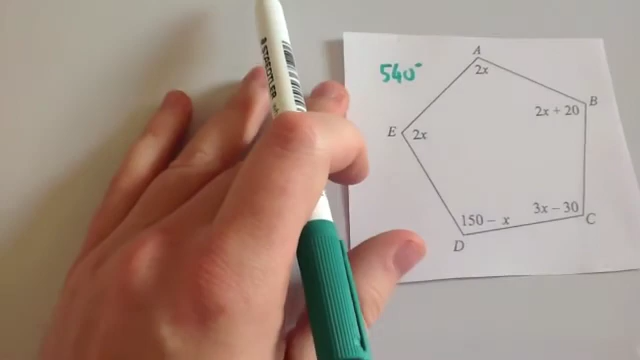 540°
A
2x
B
2x + 20
E
2x
150 – x
3x – 30
C
D
STAEDTLER